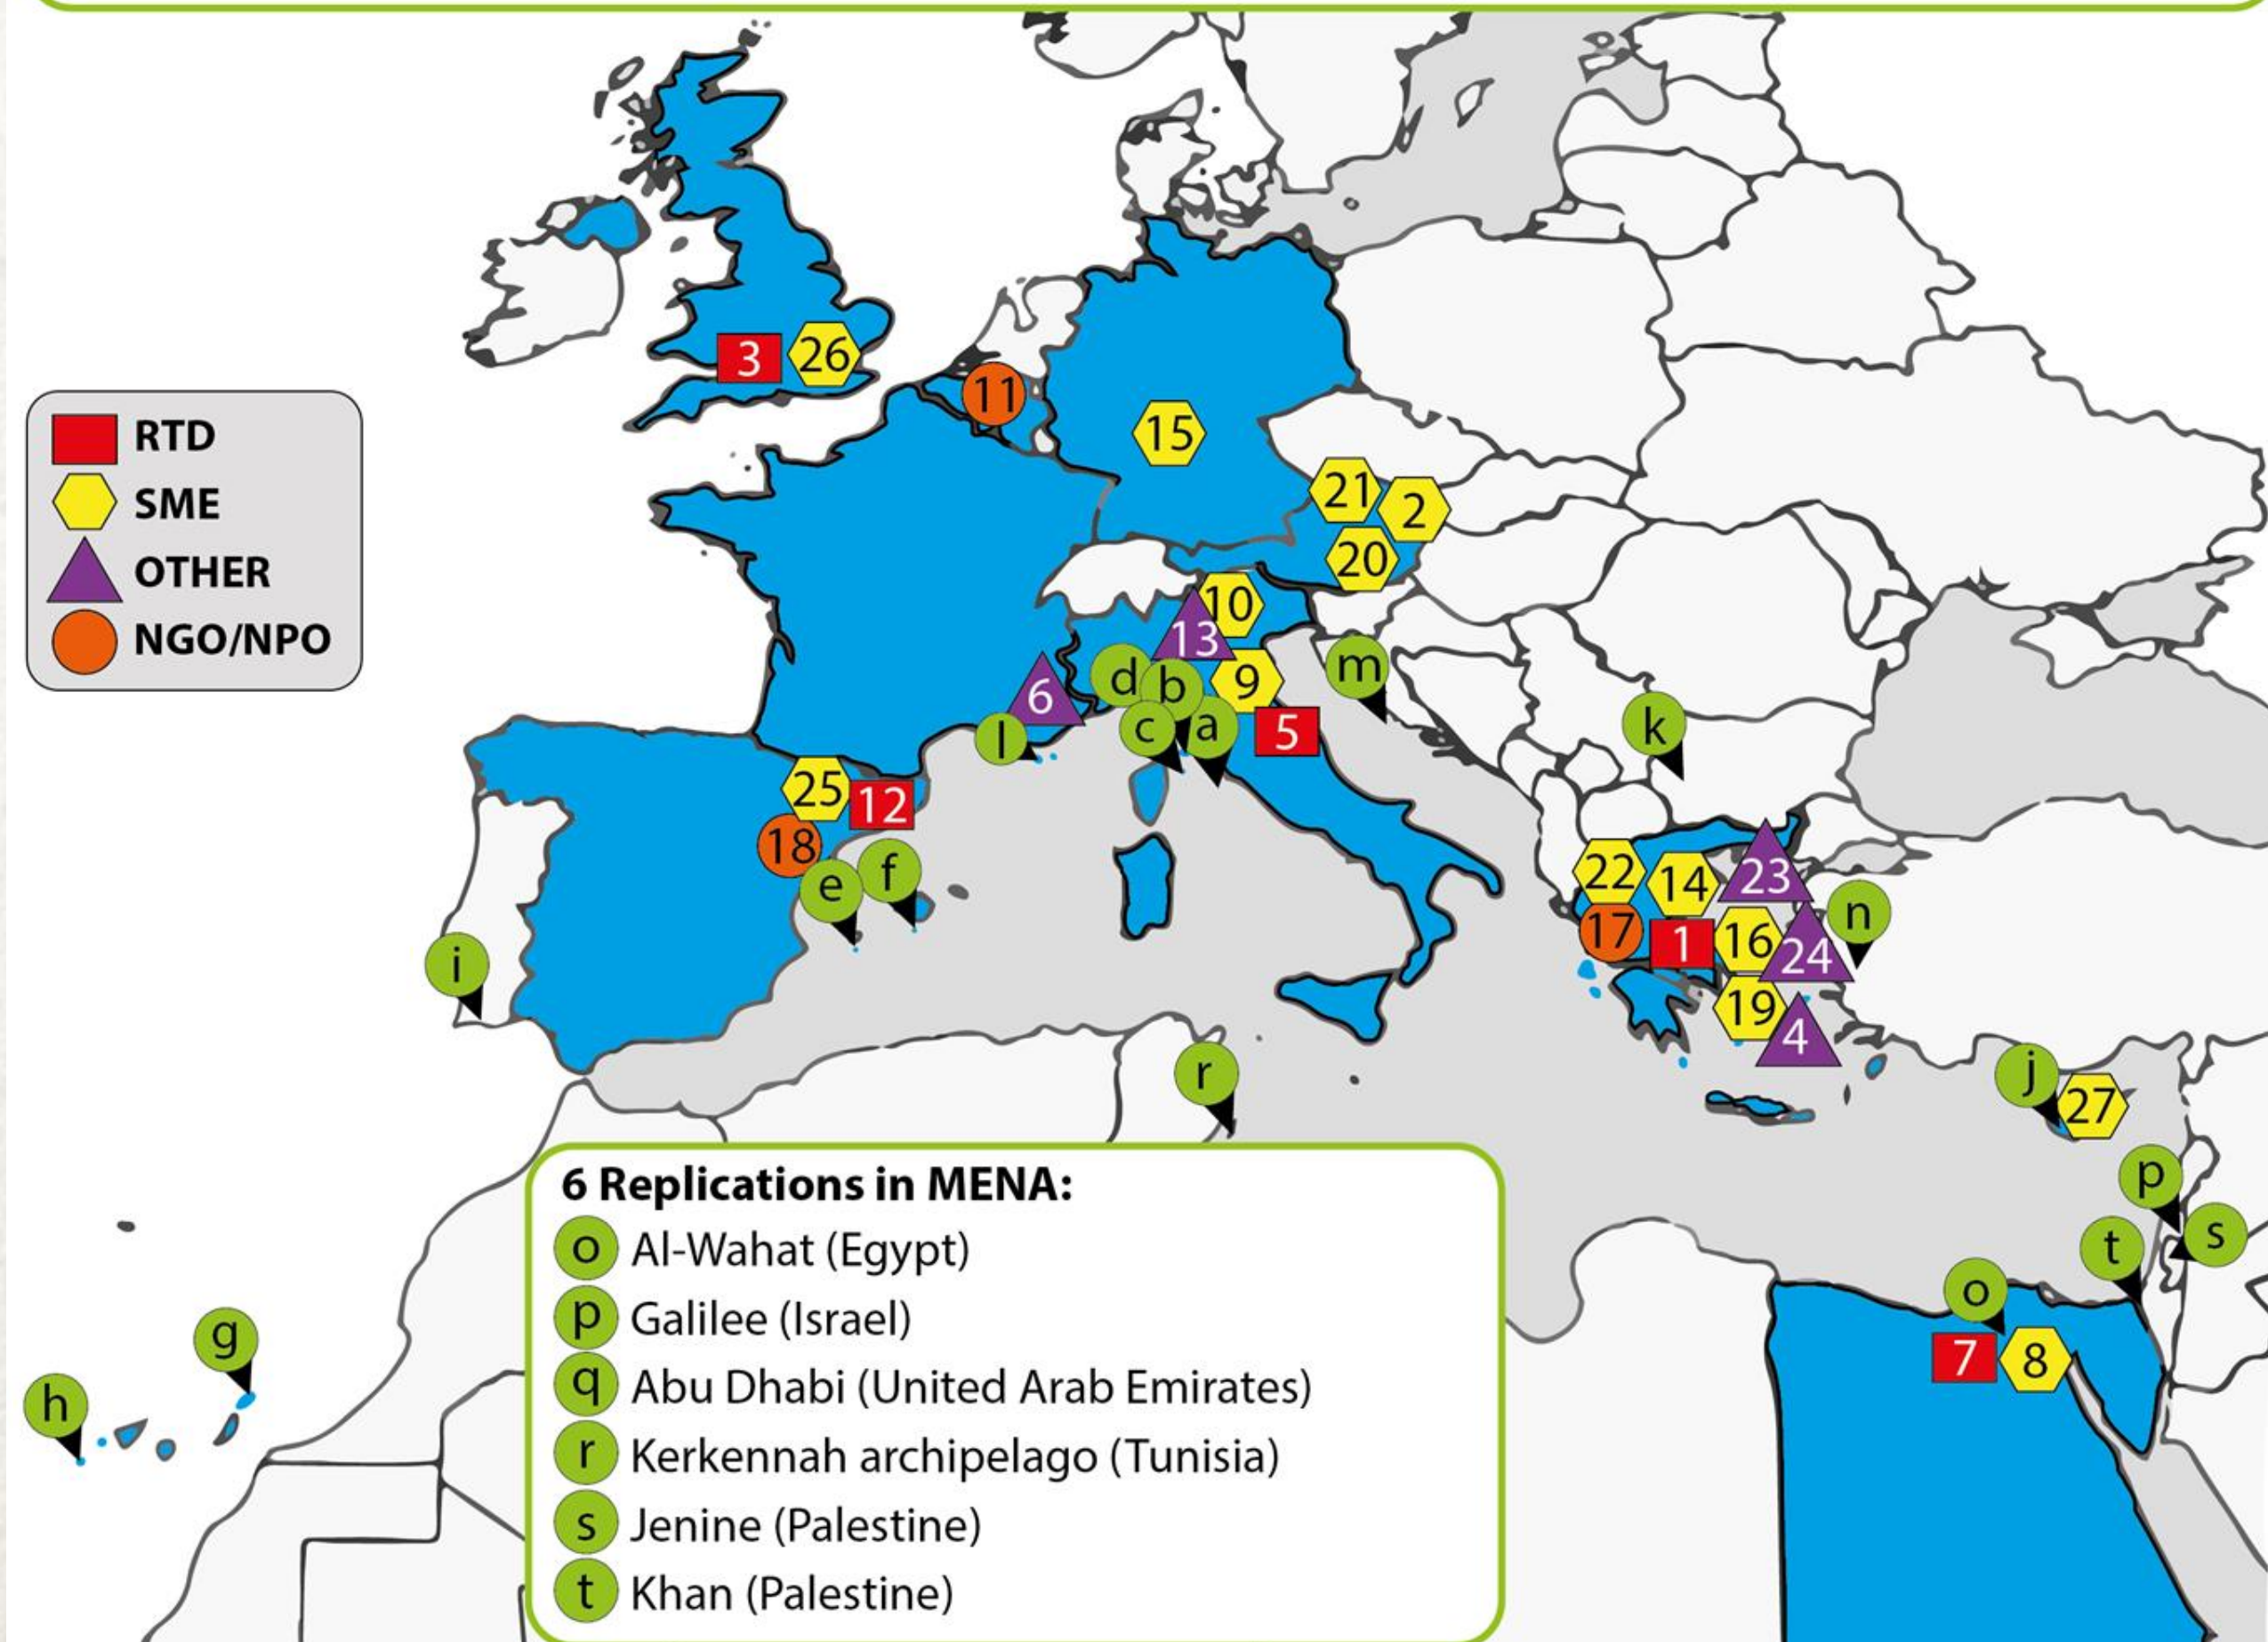 3
26
11
RTD
SME
OTHER
NGO/NPO
15
21
2
20
10
13
d
b
9
m
6
l
c
a
5
k
25
12
18
e
f
22
14
23
17
1
16
24
n
i
19
4
r
j
27
p
s
t
o
7
8
g
h
6 Replications in MENA:
o Al-Wahat (Egypt)
p Galilee (Israel)
q Abu Dhabi (United Arab Emirates)
r Kerkennah archipelago (Tunisia)
s Jenine (Palestine)
t Khan (Palestine)